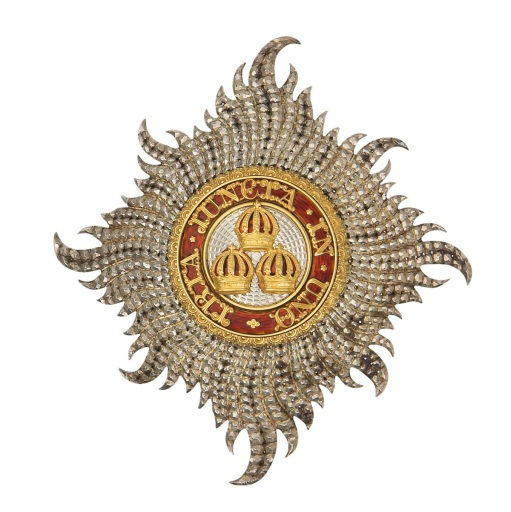 TRIA JUNCTA · IN UNO